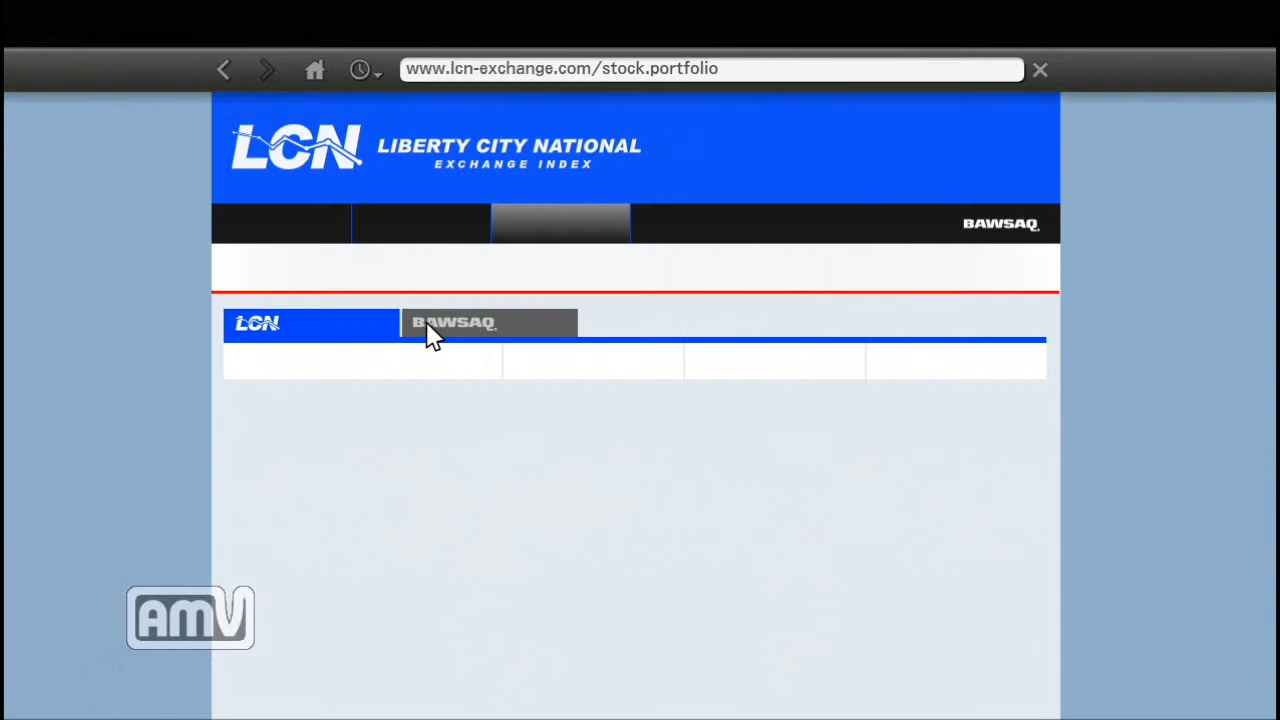 www.lcn-exchange.com/stock.portfolio
LCN LIBERTY CITY NATIONAL
EXCHANGE INDEX
BAWSAQ
LCN BAWSAQ
AMV